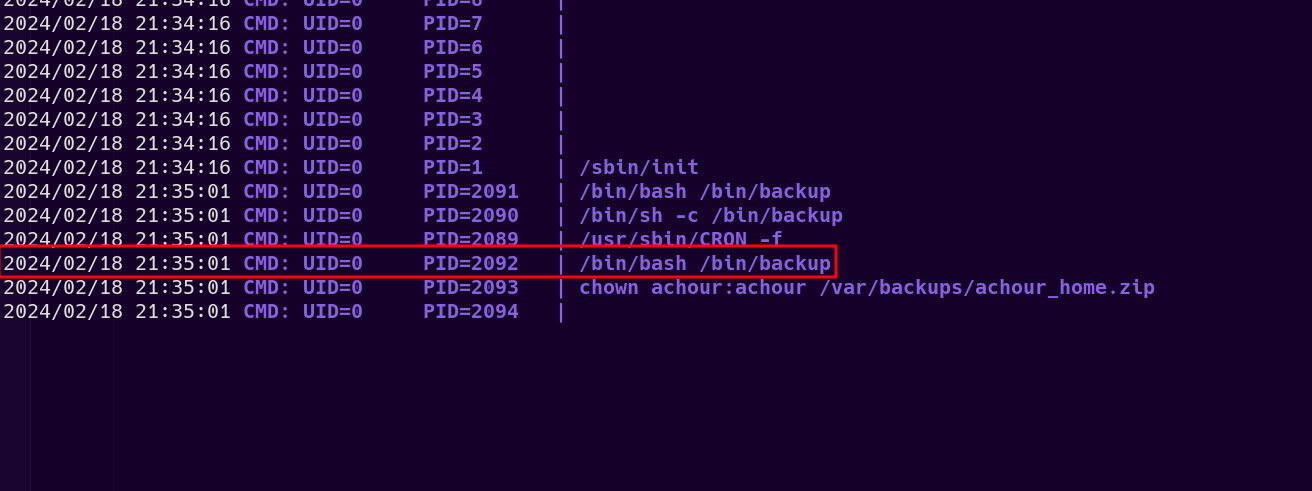 2024/02/18 21:34:16 CMD: UID=0     PID=8      |
2024/02/18 21:34:16 CMD: UID=0     PID=7      |
2024/02/18 21:34:16 CMD: UID=0     PID=6      |
2024/02/18 21:34:16 CMD: UID=0     PID=5      |
2024/02/18 21:34:16 CMD: UID=0     PID=4      |
2024/02/18 21:34:16 CMD: UID=0     PID=3      |
2024/02/18 21:34:16 CMD: UID=0     PID=2      |
2024/02/18 21:34:16 CMD: UID=0     PID=1      | /sbin/init
2024/02/18 21:35:01 CMD: UID=0     PID=2091   | /bin/bash /bin/backup
2024/02/18 21:35:01 CMD: UID=0     PID=2090   | /bin/sh -c /bin/backup
2024/02/18 21:35:01 CMD: UID=0     PID=2089   | /usr/sbin/CRON -f
2024/02/18 21:35:01 CMD: UID=0     PID=2092   | /bin/bash /bin/backup
2024/02/18 21:35:01 CMD: UID=0     PID=2093   | chown achour:achour /var/backups/achour_home.zip
2024/02/18 21:35:01 CMD: UID=0     PID=2094   |